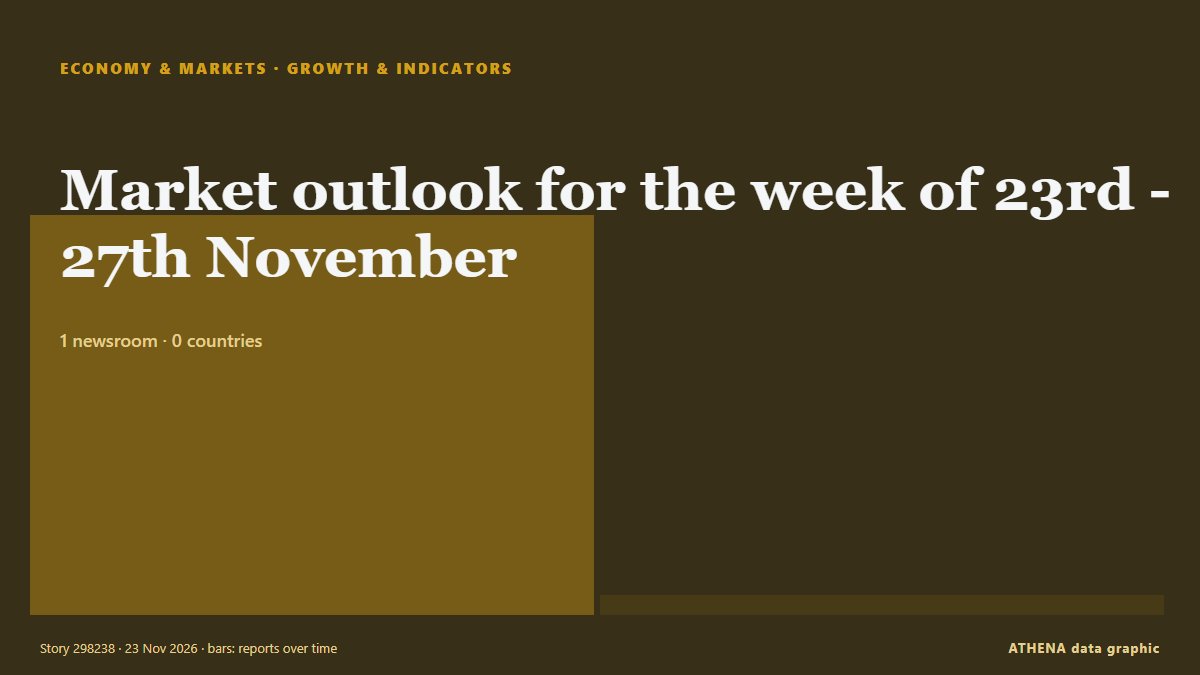 ECONOMY & MARKETS · GROWTH & INDICATORS
Market outlook for the week of 23rd -
27th November
1 newsroom · 0 countries
Story 298238 · 23 Nov 2026 · bars: reports over time
ATHENA data graphic